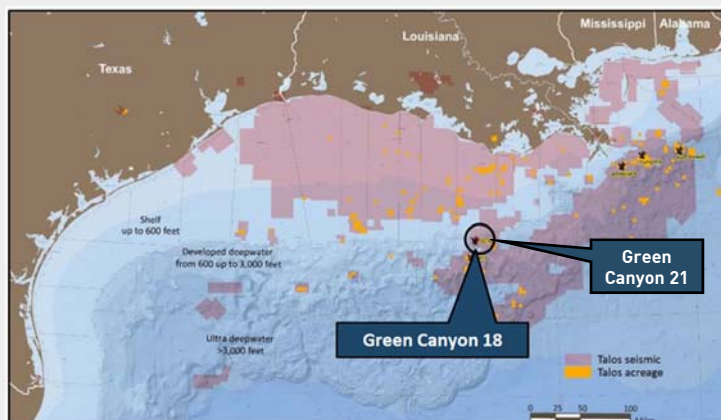 Mississippi
Alabama
Louisiana
Texas
Shelf
up to 600 feet
Developed deepwater
from 600 up to 3,000 feet
Ultra deepwater
>3,000 feet
Green
Canyon 21
Green Canyon 18
Talos seismic
Talos acreage
0 25 50 100
Miles